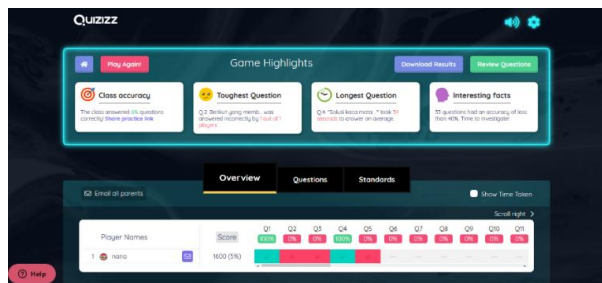 Quizizz
Play Again!
Game Highlights
Download Results
Review Questions
Class accuracy
The class answered 5% questions
correctly! Share practice link
Toughest Question
Q.2 "Berikut yang memb... was
answered incorrectly by 1 out of 1
players
Longest Question
Q.4 "Solusi kaca mata ..." took 34
seconds to answer on average.
Interesting facts
33 questions had an accuracy of less
than 40%. Time to investigate!
Overview
Questions
Standards
Email all parents
Show Time Taken
Scroll right >
Player Names
Score
Q1 Q2 Q3 Q4 Q5 Q6 Q7 Q8 Q9 Q10 Q11
100% 0% 0% 100% 0% 0% 0% 0% 0% 0% 0%
1 nana 1600 (5%)
Help